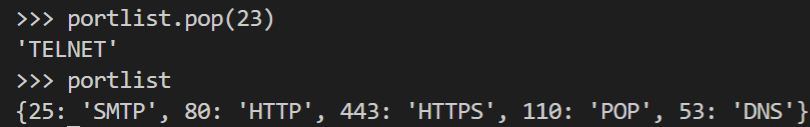 >>> portlist.pop(23)
'TELNET'
>>> portlist
{25: 'SMTP', 80: 'HTTP', 443: 'HTTPS', 110: 'POP', 53: 'DNS'}